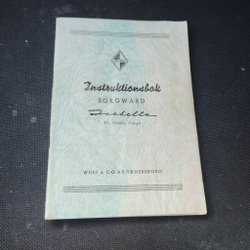 Instruktionsbok
BORGWARD
Isabella
WULF & CO AB VÄNERSBORG